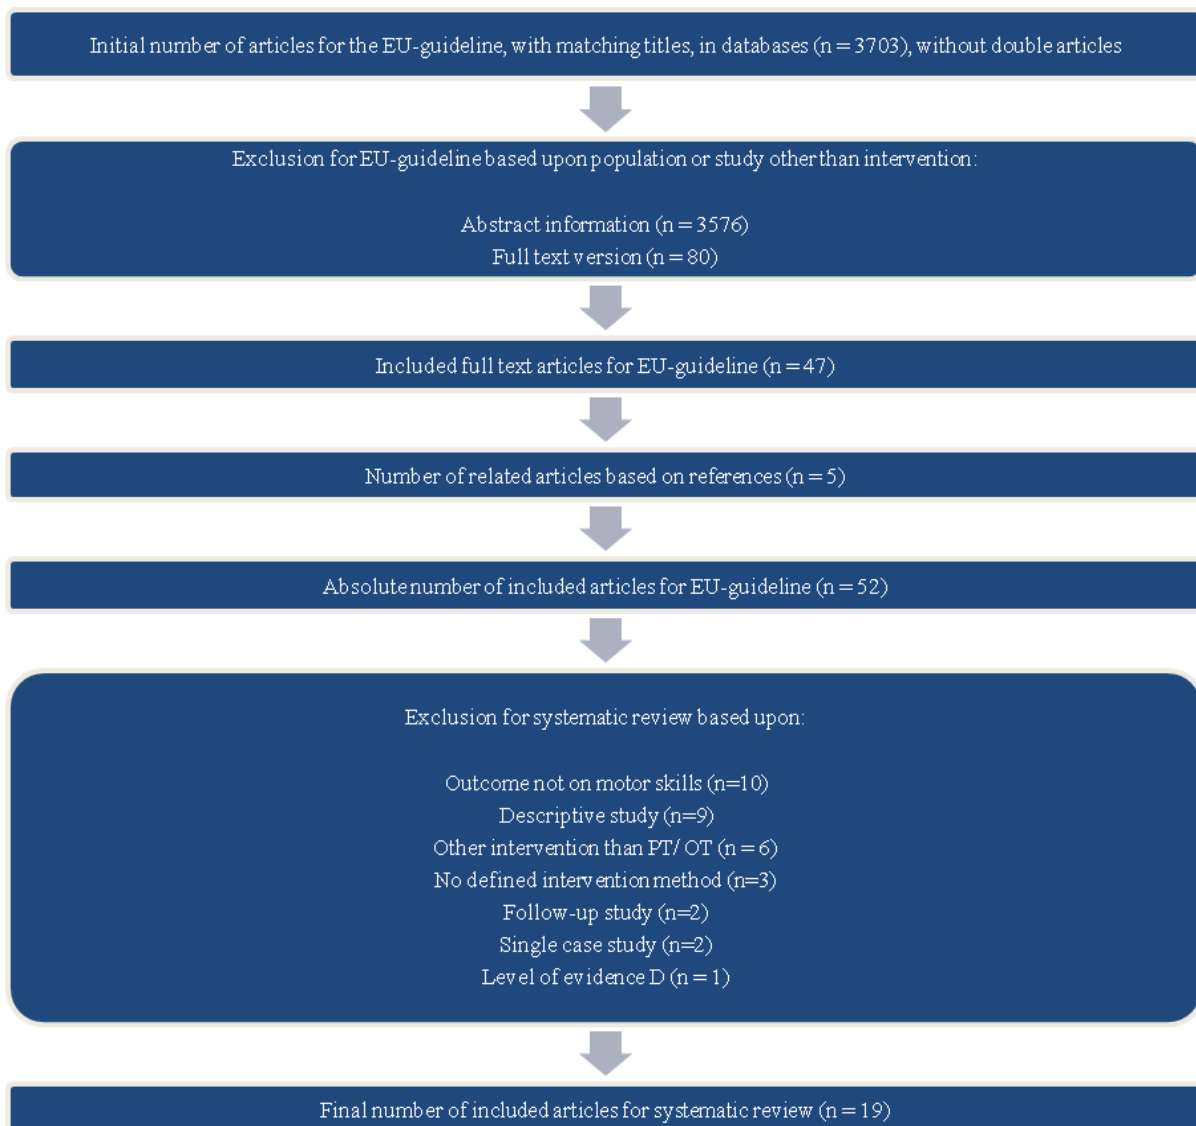 Initial number of articles for the EU-guideline, with matching titles, in databases (n = 3703), without double articles
Exclusion for EU-guideline based upon population or study other than intervention:
Abstract information (n = 3576)
Full text version (n = 80)
Included full text articles for EU-guideline (n = 47)
Number of related articles based on references (n = 5)
Absolute number of included articles for EU-guideline (n = 52)
Exclusion for systematic review based upon:
Outcome not on motor skills (n=10)
Descriptive study (n=9)
Other intervention than PT/ OT (n = 6)
No defined intervention method (n=3)
Follow-up study (n=2)
Single case study (n=2)
Level of evidence D (n = 1)
Final number of included articles for systematic review (n = 19)